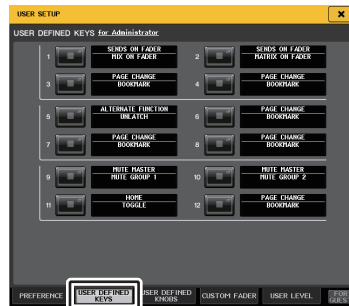 USER SETUP
USER DEFINED KEYS for Administrator
1 SENDS ON FADER
MIX ON FADER
2 SENDS ON FADER
MATRIX ON FADER
3 PAGE CHANGE
BOOKMARK
4 PAGE CHANGE
BOOKMARK
5 ALTERNATE FUNCTION
UNLATCH
6 PAGE CHANGE
BOOKMARK
7 PAGE CHANGE
BOOKMARK
8 PAGE CHANGE
BOOKMARK
9 MUTE MASTER
MUTE GROUP 1
10 MUTE MASTER
MUTE GROUP 2
11 HOME
TOGGLE
12 PAGE CHANGE
BOOKMARK
PREFERENCE
USER DEFINED
KEYS
USER DEFINED
KNOBS
CUSTOM FADER
USER LEVEL
FOR
GUES